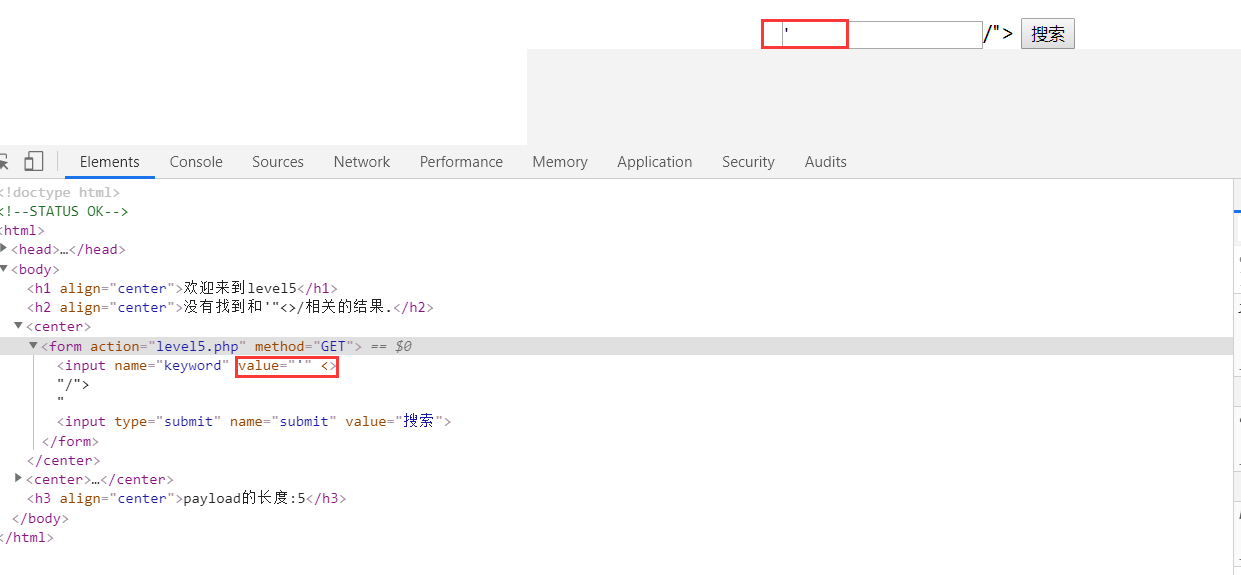 ' /"> 搜索
Elements Console Sources Network Performance Memory Application Security Audits
<!doctype html>
<!--STATUS OK-->
<html>
<head>…</head>
<body>
<h1 align="center">欢迎来到level5</h1>
<h2 align="center">没有找到和'"<>/相关的结果.</h2>
<center>
<form action="level5.php" method="GET"> == $0
<input name="keyword" value="'" <>
"/">
"
<input type="submit" name="submit" value="搜索">
</form>
</center>
<center>…</center>
<h3 align="center">payload的长度:5</h3>
</body>
</html>